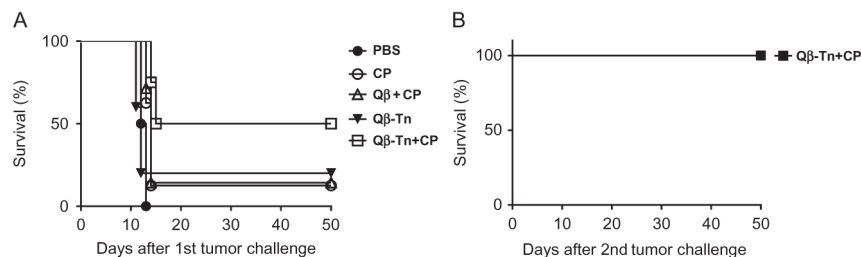 A
Survival (%)
100
50
0
0 10 20 30 40 50
Days after 1st tumor challenge
PBS
CP
Qβ+CP
Qβ-Tn
Qβ-Tn+CP
B
Survival (%)
100
50
0
0 10 20 30 40 50
Days after 2nd tumor challenge
Qβ-Tn+CP